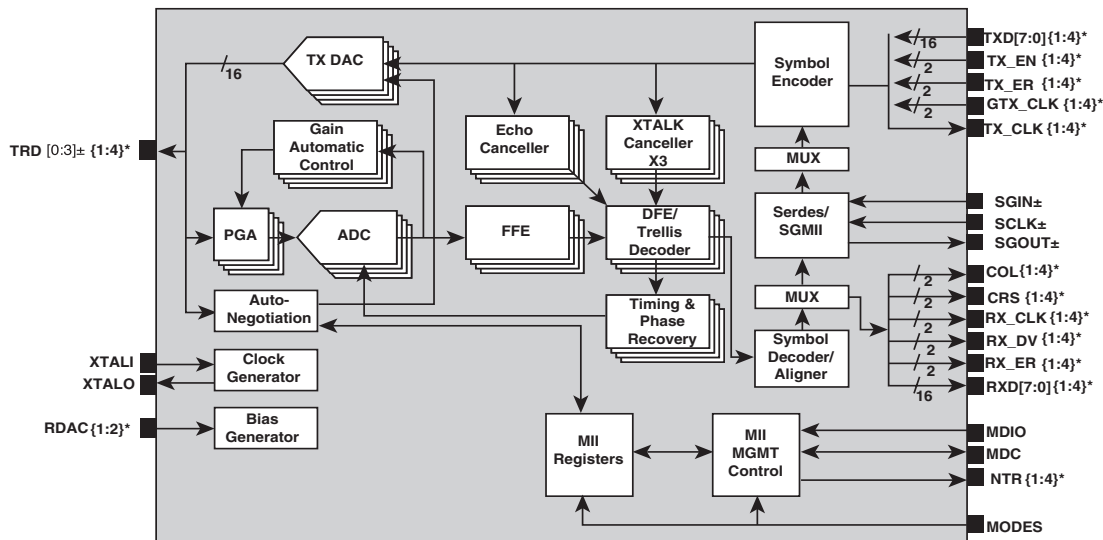 TRD [0:3]± {1:4}*
XTALI
XTALO
RDAC {1:2}*
16
TX DAC
Gain
Automatic
Control
PGA
ADC
Auto-
Negotiation
Clock
Generator
Bias
Generator
Echo
Canceller
XTALK
Canceller
X3
FFE
DFE/
Trellis
Decoder
Timing &
Phase
Recovery
MII
Registers
MII
MGMT
Control
Symbol
Encoder
MUX
Serdes/
SGMII
MUX
Symbol
Decoder/
Aligner
16
TXD[7:0]{1:4}*
2
TX_EN {1:4}*
2
TX_ER {1:4}*
2
GTX_CLK {1:4}*
TX_CLK {1:4}*
SGIN±
SCLK±
SGOUT±
2
COL{1:4}*
2
CRS {1:4}*
2
RX_CLK {1:4}*
2
RX_DV {1:4}*
2
RX_ER {1:4}*
16
RXD[7:0]{1:4}*
MDIO
MDC
NTR {1:4}*
MODES